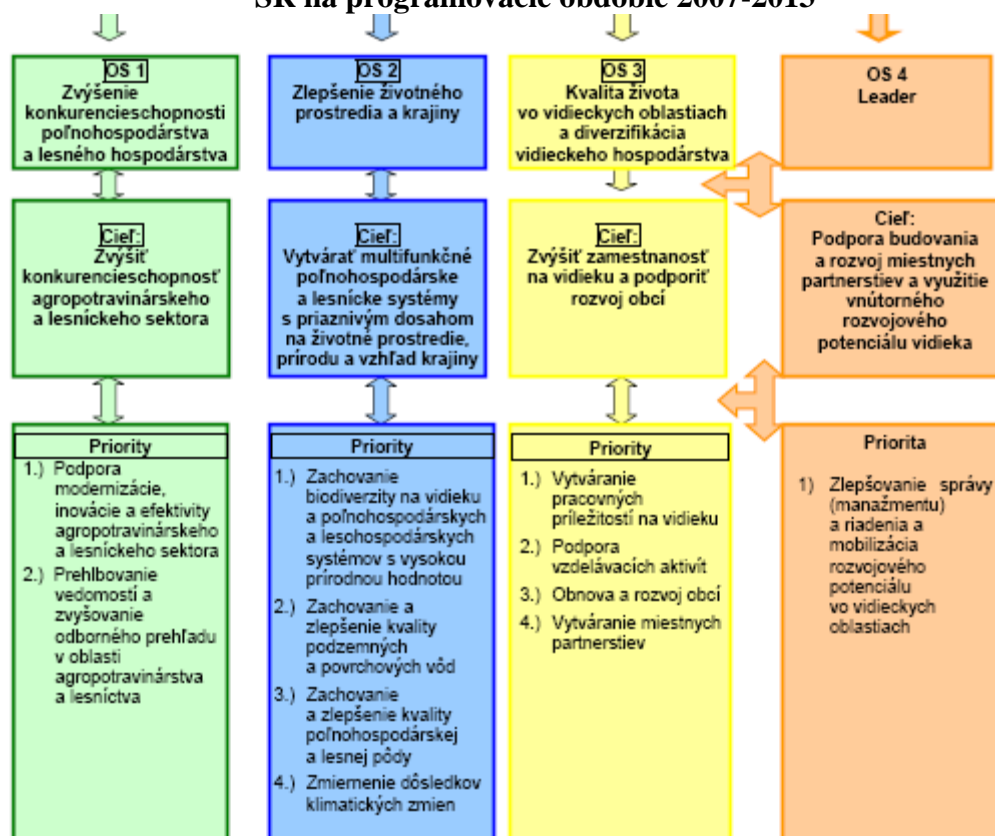 SR na programovacie obdobie 2007-2013
OS 1
Zvýšenie
konkurencieschopnosti
poľnohospodárstva
a lesného hospodárstva
Cieľ:
Zvýšiť
konkurencieschopnosť
agropotravinárskeho
a lesníckeho sektora
Priority
1.) Podpora
modernizácie,
inovácie a efektivity
agropotravinárskeho
a lesníckeho sektora
2.) Prehlbovanie
vedomostí a
zvyšovanie
odborného prehľadu
v oblasti
agropotravinárstva
a lesníctva
OS 2
Zlepšenie životného
prostredia a krajiny
Cieľ:
Vytvárať multifunkčné
poľnohospodárske
a lesnícke systémy
s priaznivým dosahom
na životné prostredie,
prírodu a vzhľad krajiny
Priority
1.) Zachovanie
biodiverzity na vidieku
a poľnohospodárskych
a lesohospodárskych
systémov s vysokou
prírodnou hodnotou
2.) Zachovanie a
zlepšenie kvality
podzemných
a povrchových vôd
3.) Zachovanie
a zlepšenie kvality
poľnohospodárskej
a lesnej pôdy
4.) Zmiernenie dôsledkov
klimatických zmien
OS 3
Kvalita života
vo vidieckych oblastiach
a diverzifikácia
vidieckeho hospodárstva
Cieľ:
Zvýšiť zamestnanosť
na vidieku a podporiť
rozvoj obcí
Priority
1.) Vytváranie
pracovných
príležitostí na vidieku
2.) Podpora
vzdelávacích aktivít
3.) Obnova a rozvoj obcí
4.) Vytváranie miestnych
partnerstiev
OS 4
Leader
Cieľ:
Podpora budovania
a rozvoj miestnych
partnerstiev a využitie
vnútorného
rozvojového
potenciálu vidieka
Priorita
1) Zlepšovanie správy
(manažmentu)
a riadenia a
mobilizácia
rozvojového
potenciálu
vo vidieckych
oblastiach